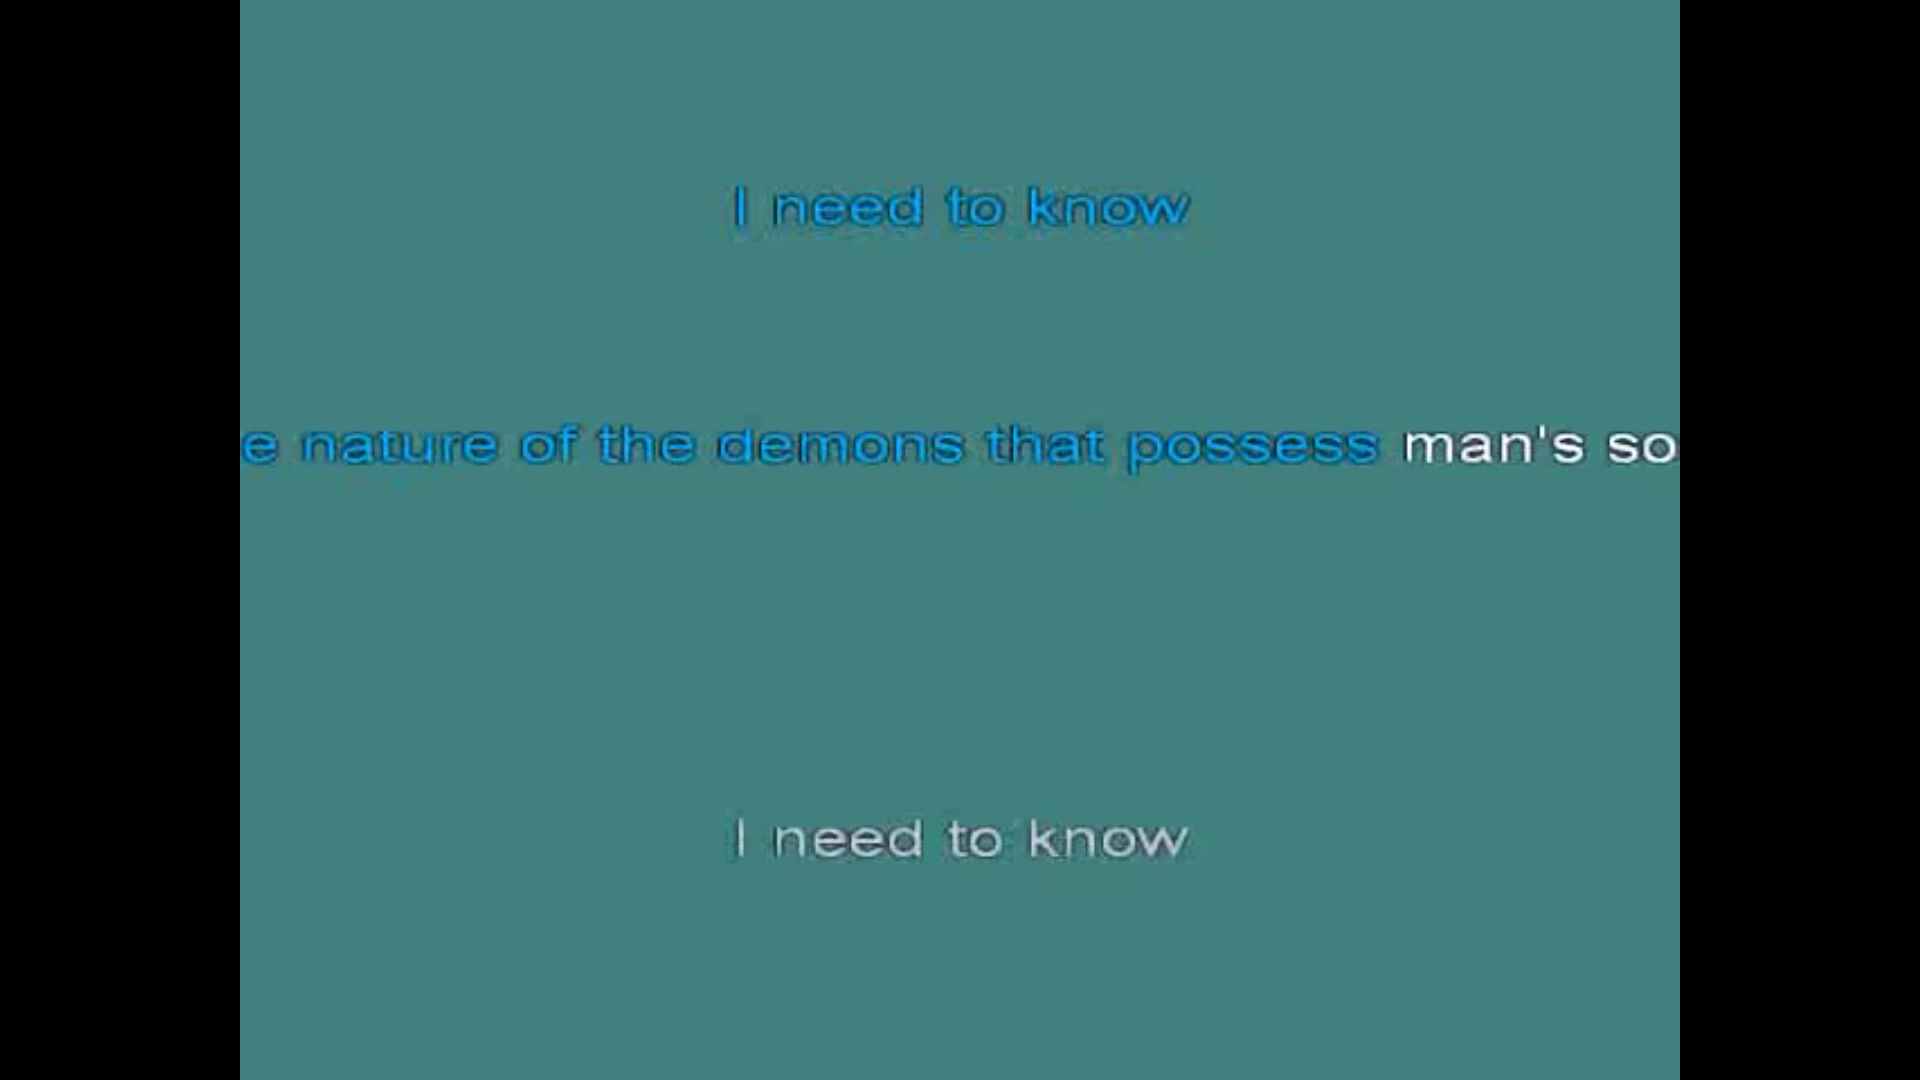 I need to know
e nature of the demons that possess man's so
I need to know